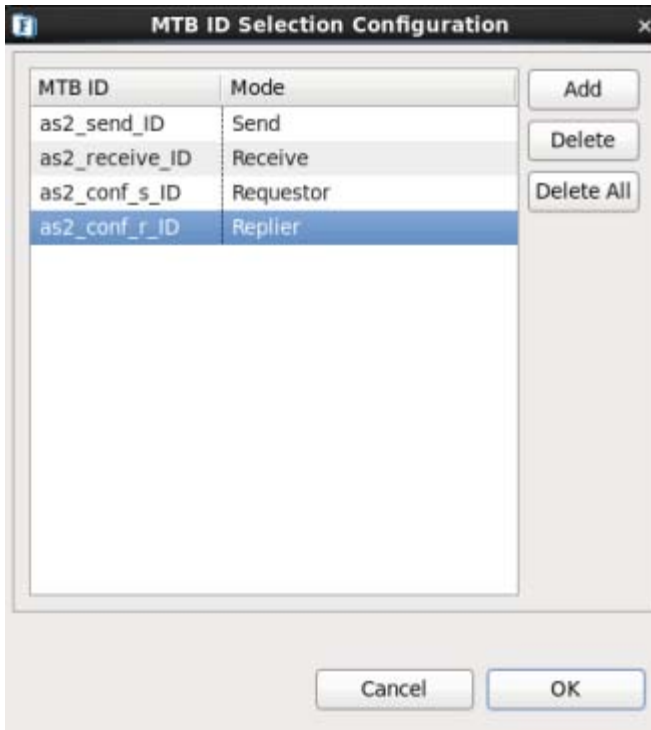 MTB ID Selection Configuration
MTB ID Mode Add
as2_send_ID Send
as2_receive_ID Receive Delete
as2_conf_s_ID Requestor Delete All
as2_conf_r_ID Replier
Cancel OK